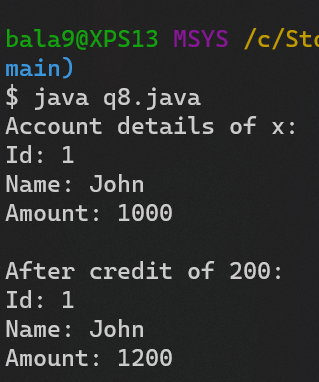 bala9@XPS13 MSYS /c/Sto
main)
$ java q8.java
Account details of x:
Id: 1
Name: John
Amount: 1000
After credit of 200:
Id: 1
Name: John
Amount: 1200